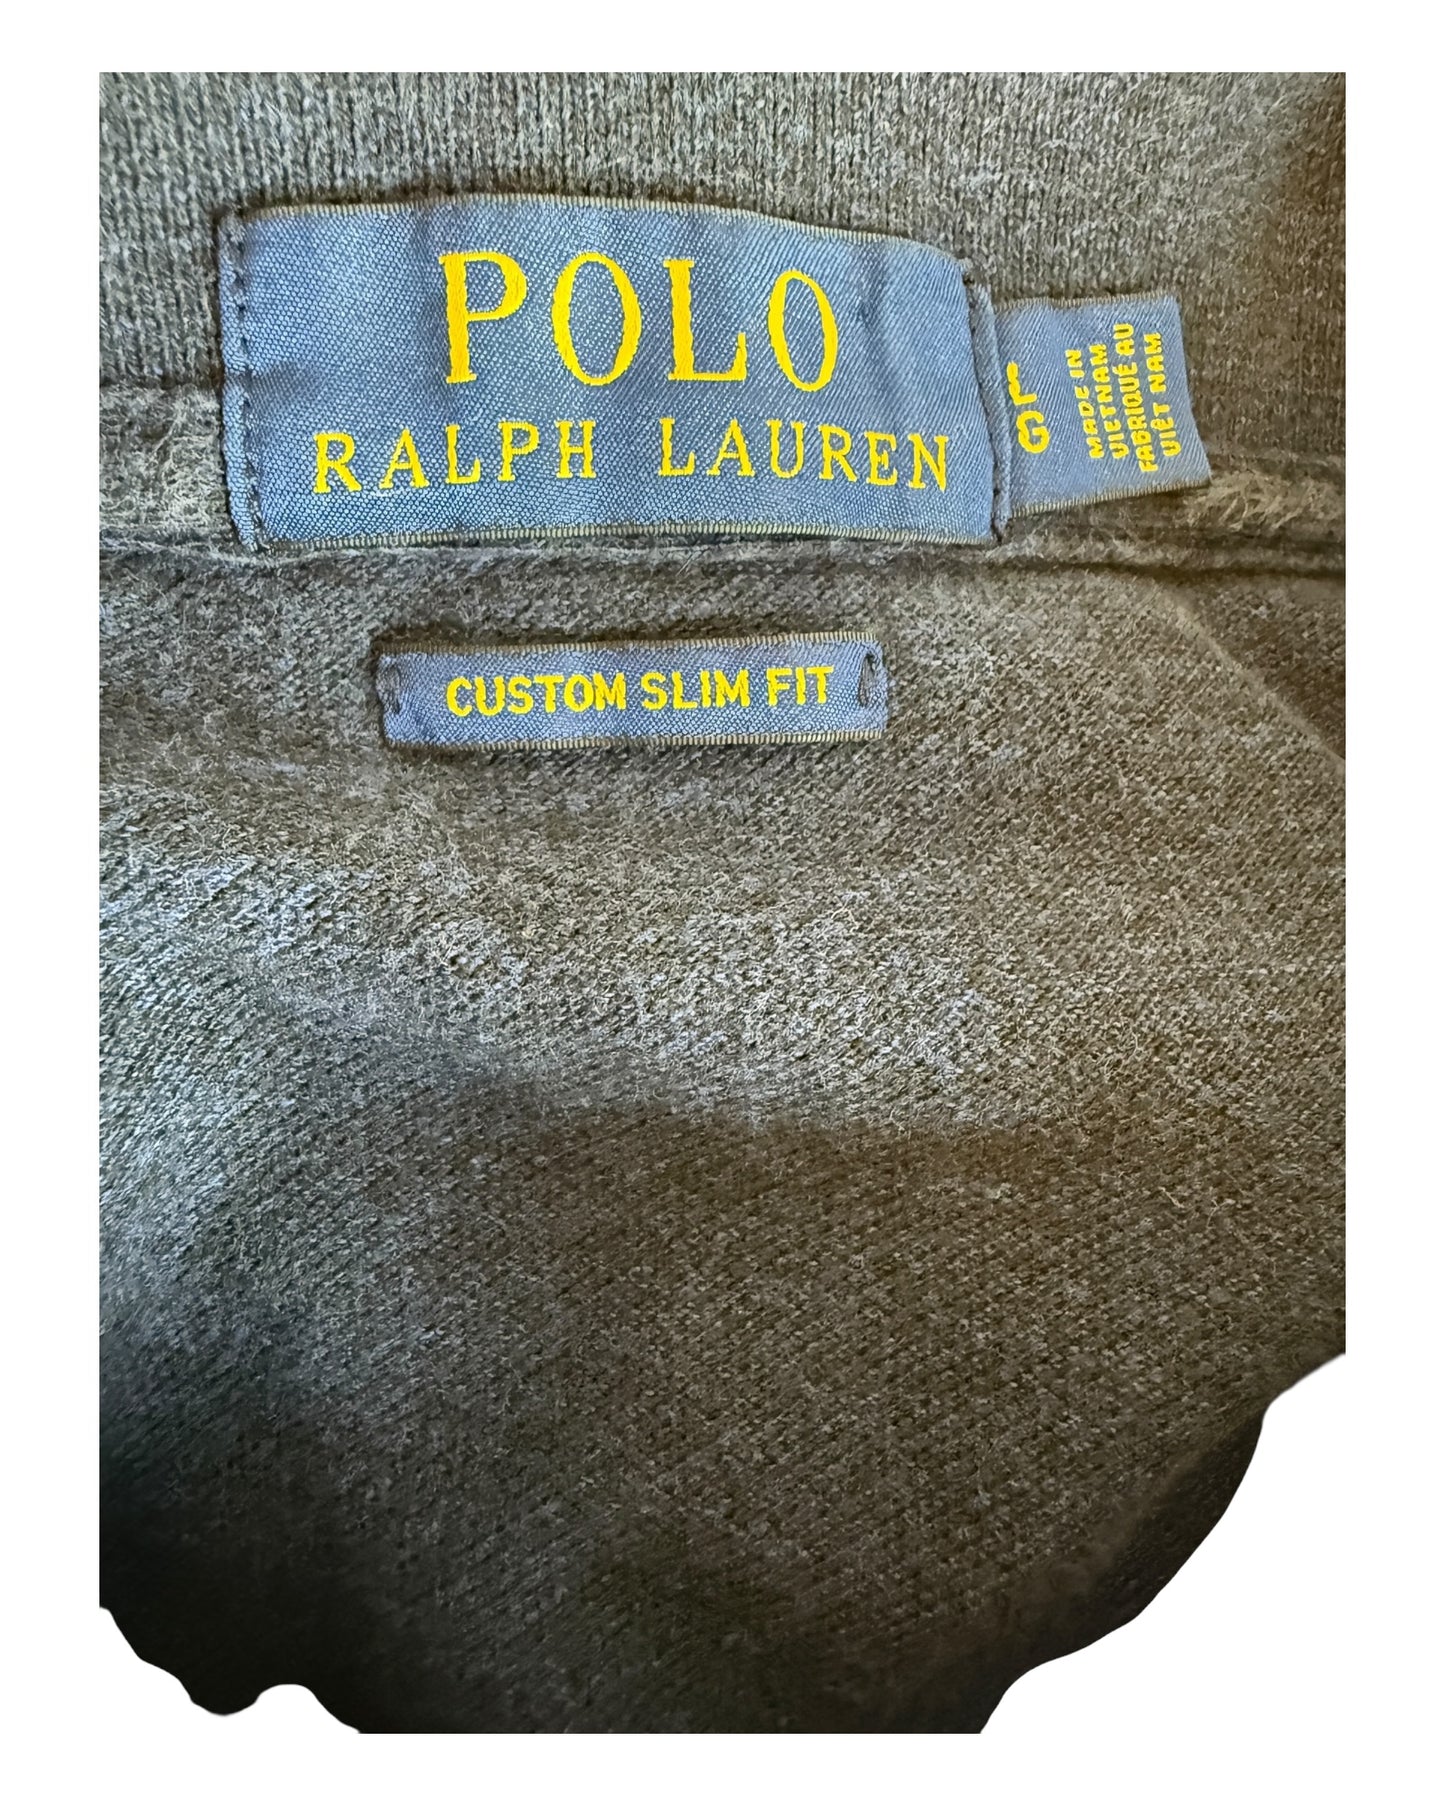 POLO
RALPH LAUREN
L
G
MADE IN
VIETNAM
FABRIQUÉ AU
VIÊT NAM
CUSTOM SLIM FIT